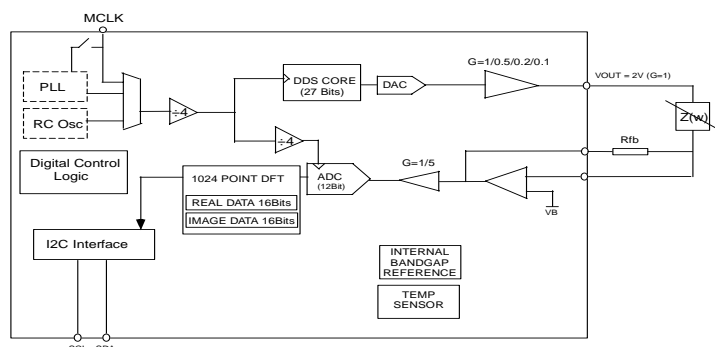 MCLK
PLL
RC Osc
÷4
DDS CORE
(27 Bits)
DAC
G=1/0.5/0.2/0.1
VOUT = 2V (G=1)
Z(w)
Rfb
÷4
Digital Control
Logic
1024 POINT DFT
REAL DATA 16Bits
IMAGE DATA 16Bits
ADC
(12Bit)
G=1/5
VB
I2C Interface
INTERNAL
BANDGAP
REFERENCE
TEMP
SENSOR